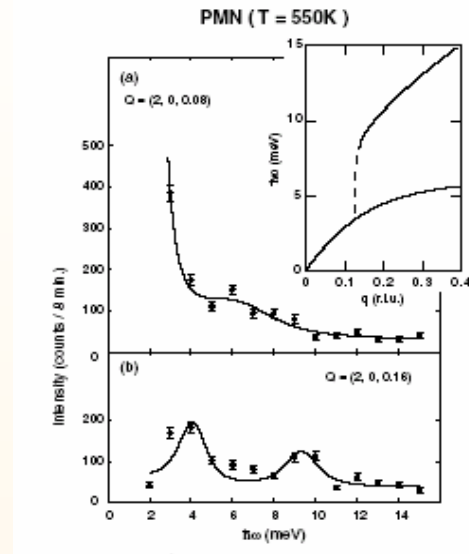 PMN ( T = 550K )
(a)
Q = (2, 0, 0.08)
500
400
300
200
100
0
15
10
5
0
ħω (meV)
0 0.1 0.2 0.3 0.4
q (r.l.u.)
Intensity (counts / 8 min.)
(b)
Q = (2, 0, 0.16)
200
100
0
0 2 4 6 8 10 12 14
ħω (meV)